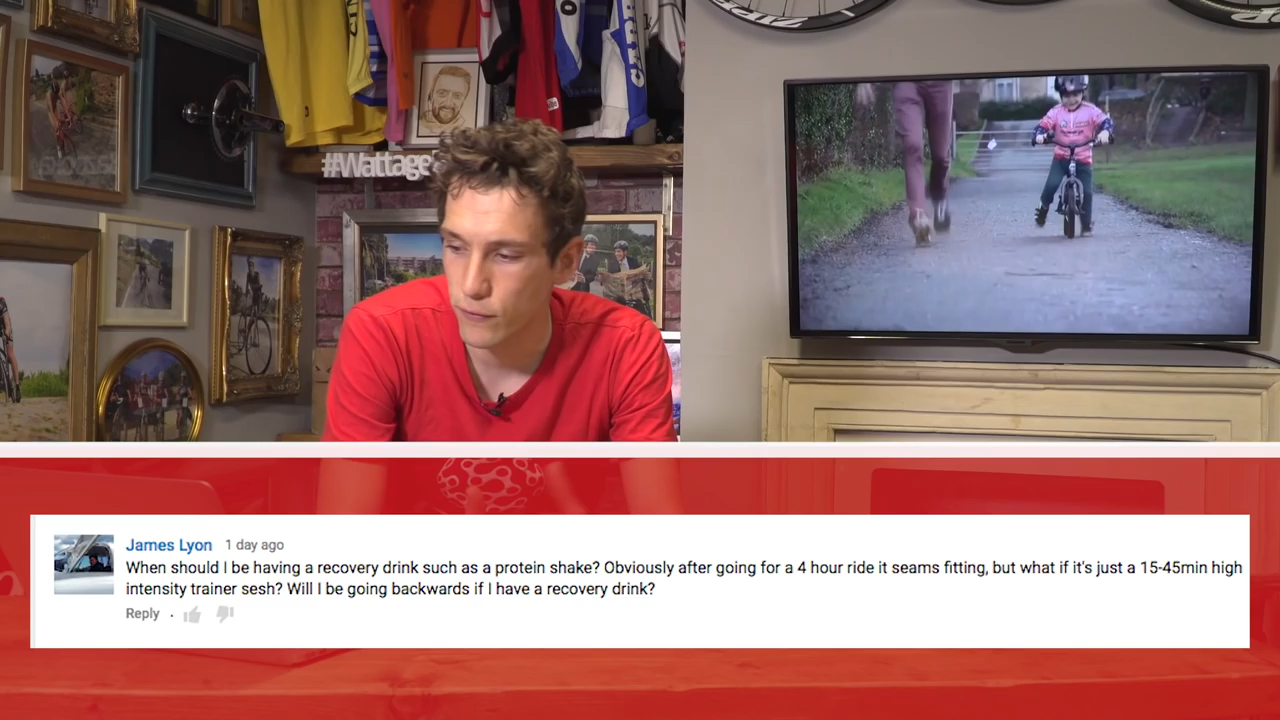 #Wattage
ZIPP
James Lyon 1 day ago
When should I be having a recovery drink such as a protein shake? Obviously after going for a 4 hour ride it seams fitting, but what if it's just a 15-45min high
intensity trainer sesh? Will I be going backwards if I have a recovery drink?
Reply ·